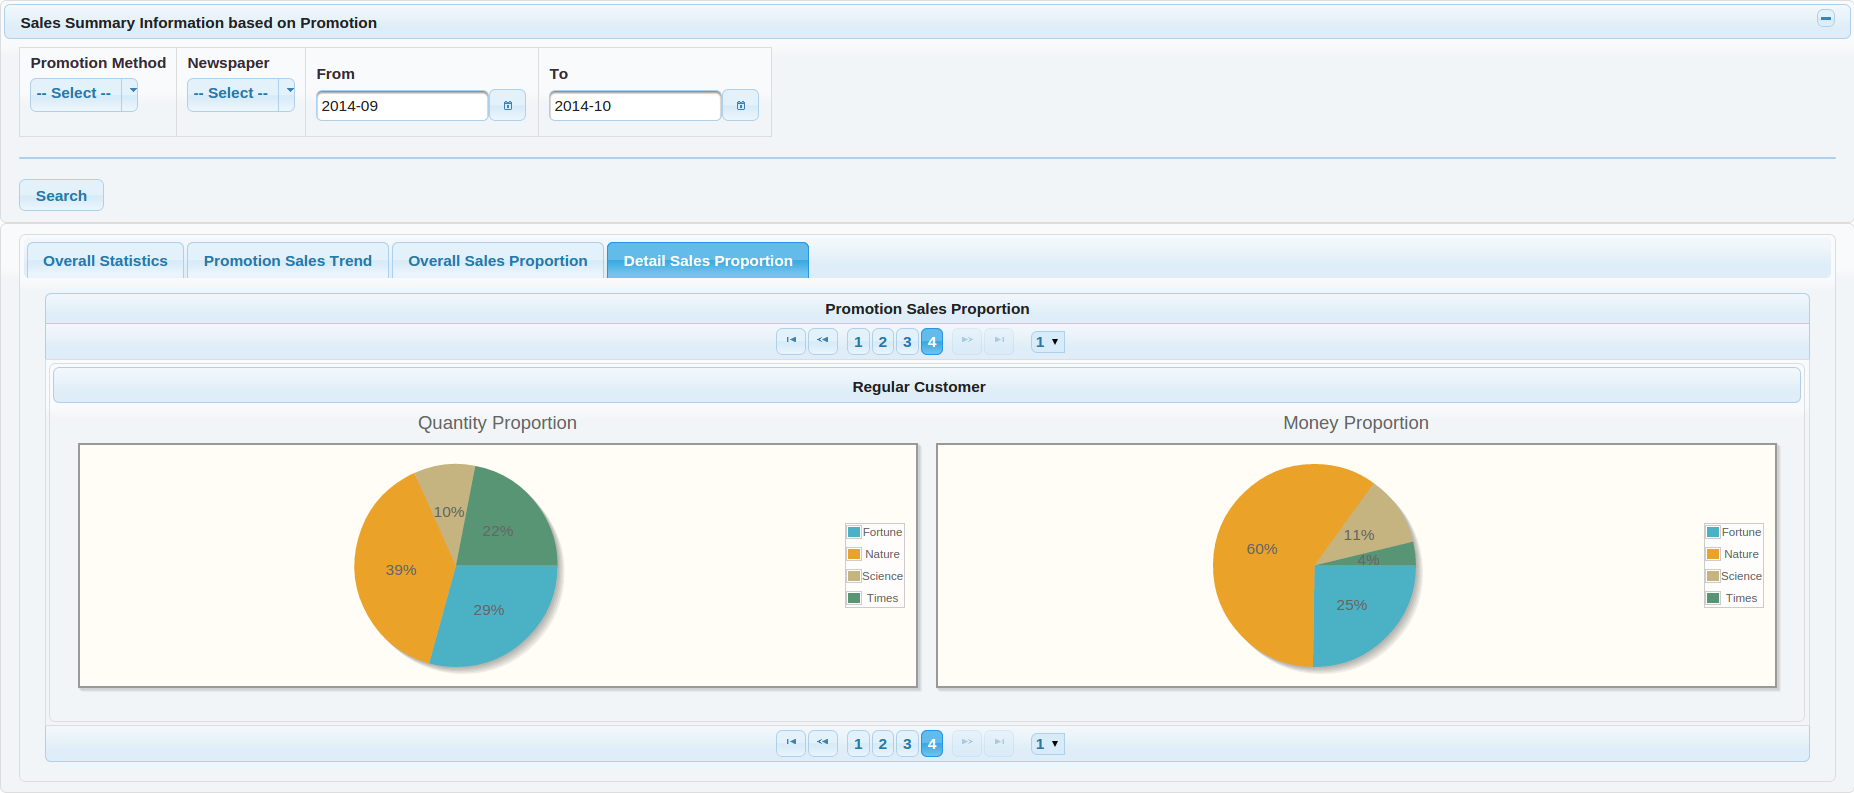 Sales Summary Information based on Promotion
Promotion Method
Newspaper
From
To
-- Select --
-- Select --
2014-09
2014-10
Search
Overall Statistics
Promotion Sales Trend
Overall Sales Proportion
Detail Sales Proportion
Promotion Sales Proportion
1 2 3 4 1
Regular Customer
Quantity Proportion
10%
22%
39%
29%
Fortune
Nature
Science
Times
Money Proportion
60%
11%
4%
25%
Fortune
Nature
Science
Times
1 2 3 4 1